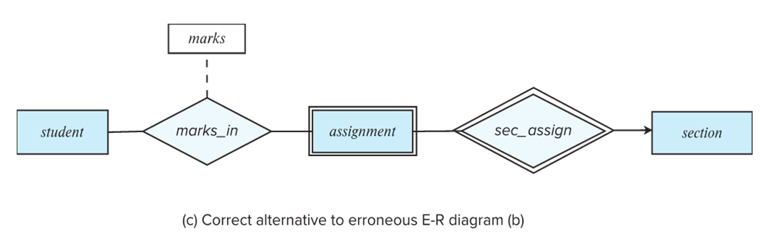 marks
student
marks_in
assignment
sec_assign
section
(c) Correct alternative to erroneous E-R diagram (b)